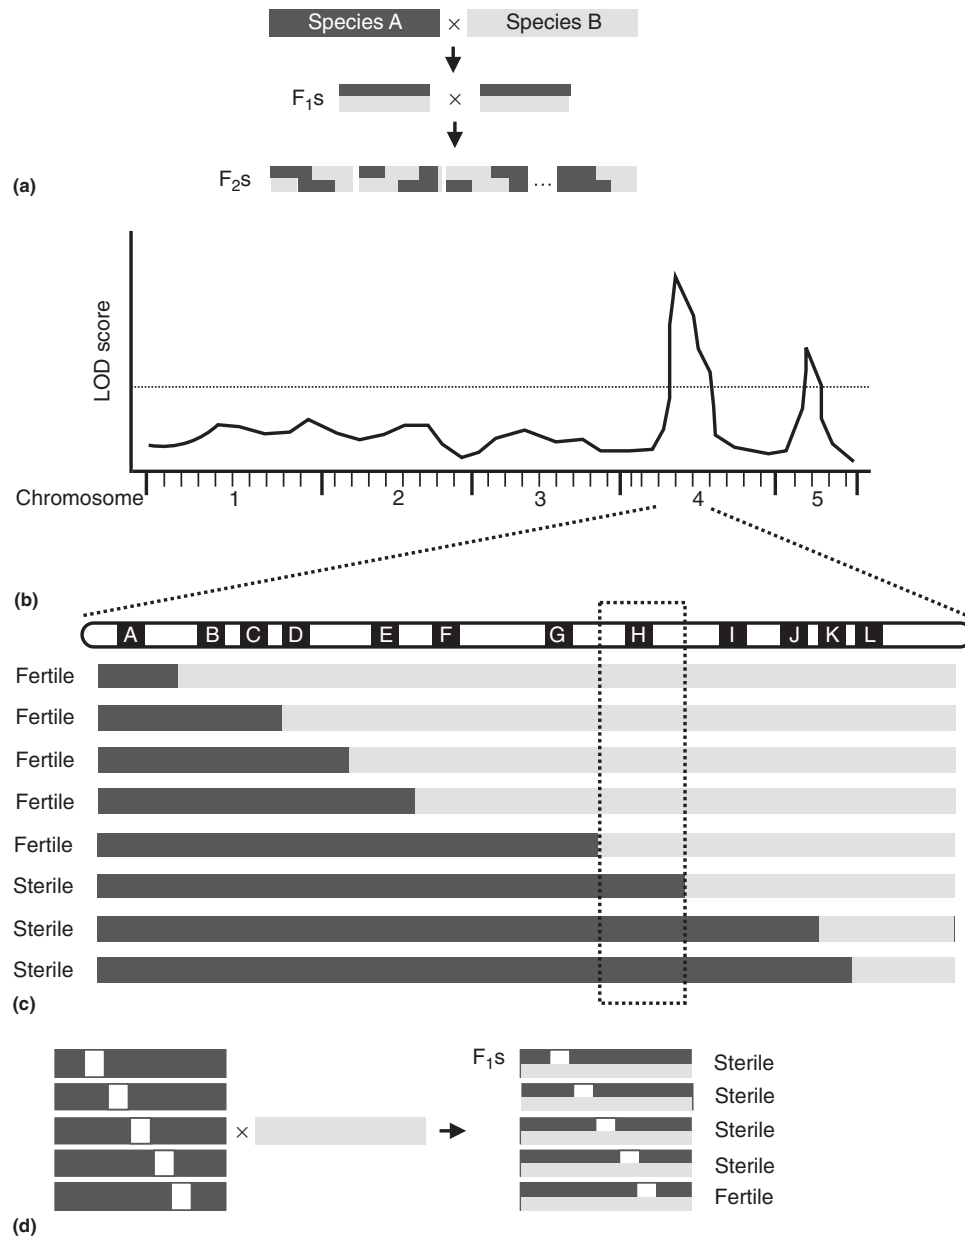 Species A × Species B
F₁s ×
F₂s ...
(a)
LOD score
Chromosome 1 2 3 4 5
(b)
A B C D E F G H I J K L
Fertile
Fertile
Fertile
Fertile
Fertile
Sterile
Sterile
Sterile
(c)
F₁s Sterile
Sterile
× Sterile
Sterile
Fertile
(d)